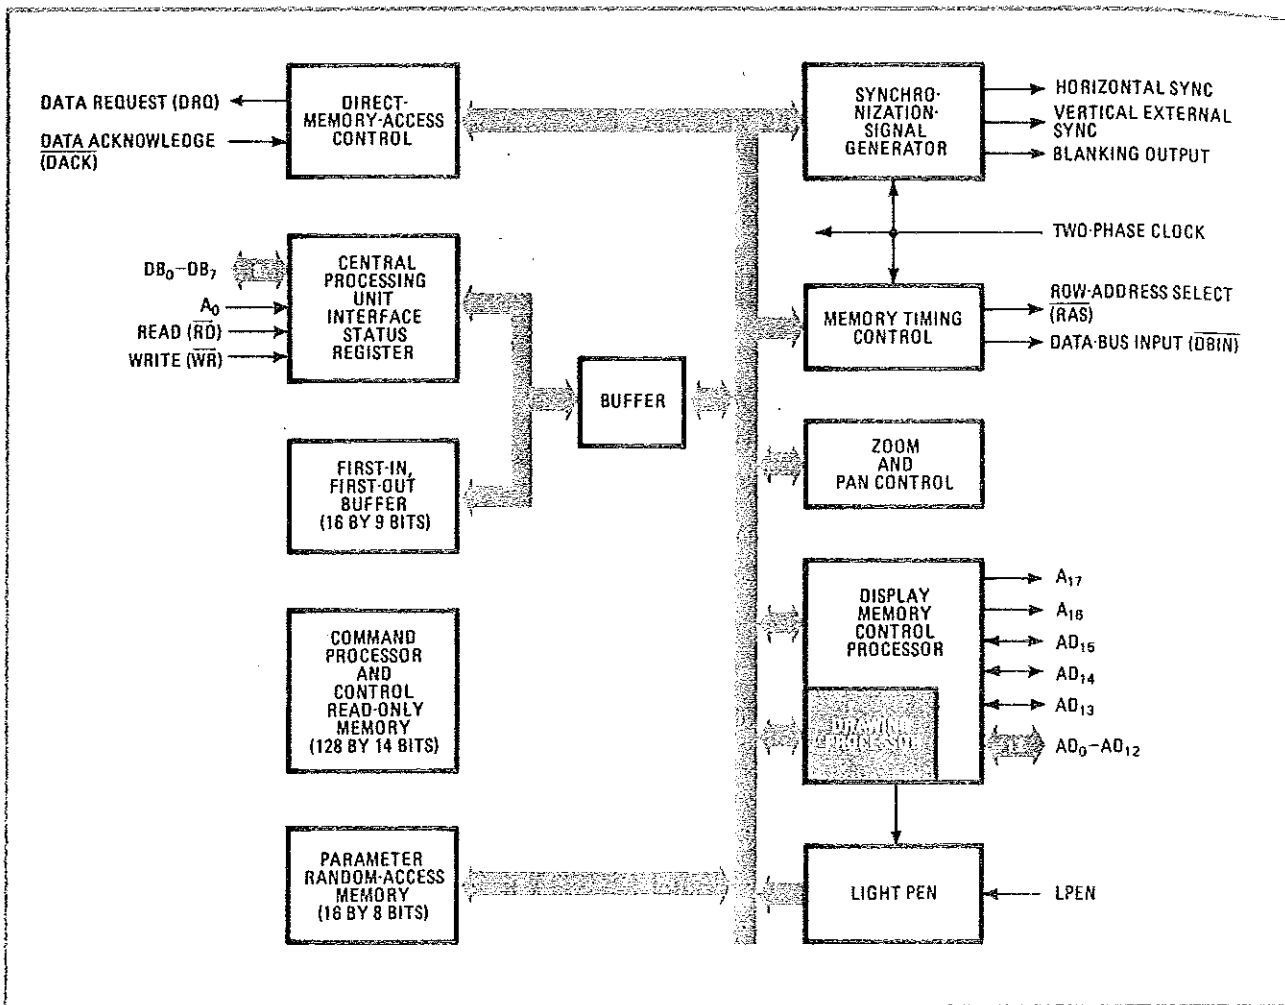 DATA REQUEST (DRQ)
DATA ACKNOWLEDGE
(DACK)
DIRECT-
MEMORY-ACCESS
CONTROL
DB0–DB7
A0
READ (RD)
WRITE (WR)
CENTRAL
PROCESSING
UNIT
INTERFACE
STATUS
REGISTER
FIRST-IN,
FIRST-OUT
BUFFER
(16 BY 9 BITS)
COMMAND
PROCESSOR
AND
CONTROL
READ-ONLY
MEMORY
(128 BY 14 BITS)
PARAMETER
RANDOM-ACCESS
MEMORY
(16 BY 8 BITS)
BUFFER
SYNCHRO-
NIZATION-
SIGNAL
GENERATOR
HORIZONTAL SYNC
VERTICAL EXTERNAL
SYNC
BLANKING OUTPUT
TWO-PHASE CLOCK
MEMORY TIMING
CONTROL
ROW-ADDRESS SELECT
(RAS)
DATA-BUS INPUT (DBIN)
ZOOM
AND
PAN CONTROL
DISPLAY
MEMORY
CONTROL
PROCESSOR
DRAWING
PROCESSOR
A17
A16
AD15
AD14
AD13
AD0–AD12
LIGHT PEN
LPEN